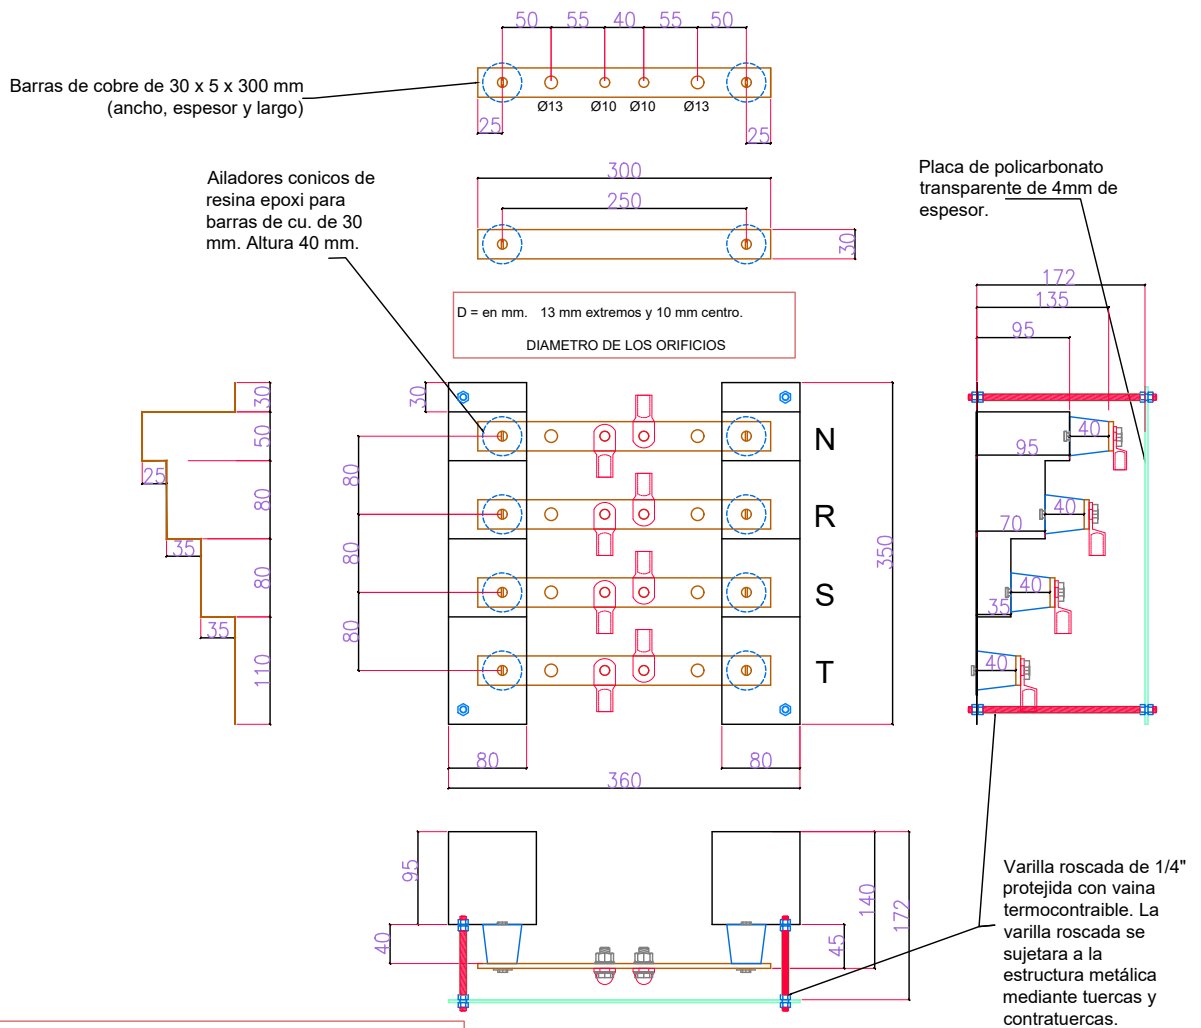 50 55 40 55 50
Barras de cobre de 30 x 5 x 300 mm
(ancho, espesor y largo)
Ø13 Ø10 Ø10 Ø13
25 25
Ailadores conicos de
resina epoxi para
barras de cu. de 30
mm. Altura 40 mm.
300
250
30
Placa de policarbonato
transparente de 4mm de
espesor.
D = en mm. 13 mm extremos y 10 mm centro.
DIAMETRO DE LOS ORIFICIOS
172
135
95
30
50
25
80
35
80
35
110
30
80
80
80
N
R
S
T
350
80 80
360
40
95
40
70
40
35
40
95
40
45
140
172
Varilla roscada de 1/4"
protejida con vaina
termocontraible. La
varilla roscada se
sujetara a la
estructura metálica
mediante tuercas y
contratuercas.